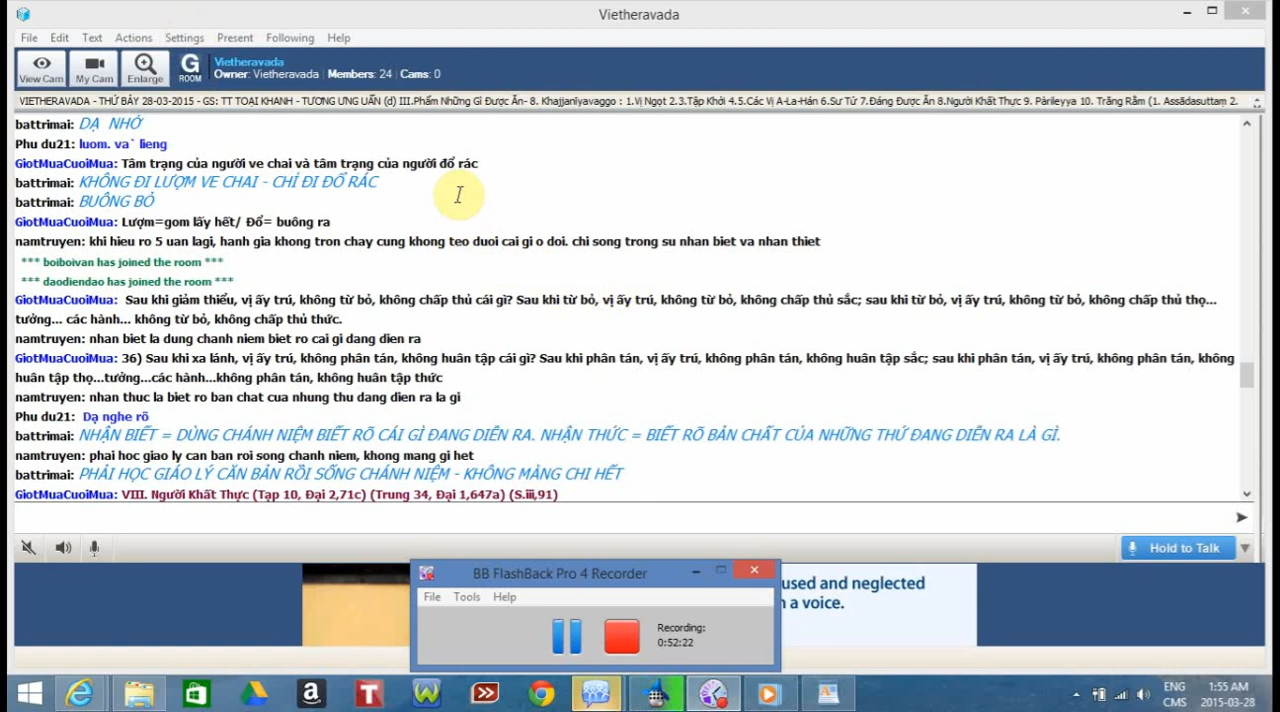 Vietheravada
File Edit Text Actions Settings Present Following Help
View Cam My Cam Enlarge G ROOM Vietheravada
Owner: Vietheravada | Members: 24 | Cams: 0
VIETHERAVADA - THỨ BẢY 28-03-2015 - GS: TT TOẠI KHANH - TƯƠNG ƯNG UẨN (d) III.Phẩm Những Gì Được Ăn- 8. Khajjanīyavaggo : 1.Vị Ngọt 2.3.Tập Khởi 4.5.Các Vị A-La-Hán 6.Sư Tử 7.Đáng Được Ăn 8.Người Khất Thực 9. Pārileyya 10. Trăng Rằm (1. Assādasuttaṃ 2.
battrimai: DẠ NHỚ
Phu du21: luom. va` lieng
GiotMuaCuoiMua: Tâm trạng của người ve chai và tâm trạng của người đổ rác
battrimai: KHÔNG ĐI LƯỢM VE CHAI - CHỈ ĐI ĐỔ RÁC
battrimai: BUÔNG BỎ
GiotMuaCuoiMua: Lượm=gom lấy hết/ Đổ= buông ra
namtruyen: khi hieu ro 5 uan lagi, hanh gia khong tron chay cung khong teo duoi cai gi o doi. chi song trong su nhan biet va nhan thiet
*** boiboivan has joined the room ***
*** daodiendao has joined the room ***
GiotMuaCuoiMua: Sau khi giảm thiểu, vị ấy trú, không từ bỏ, không chấp thủ cái gì? Sau khi từ bỏ, vị ấy trú, không từ bỏ, không chấp thủ sắc; sau khi từ bỏ, vị ấy trú, không từ bỏ, không chấp thủ thọ...
tưởng... các hành... không từ bỏ, không chấp thủ thức.
namtruyen: nhan biet la dung chanh niem biet ro cai gi dang dien ra
GiotMuaCuoiMua: 36) Sau khi xa lánh, vị ấy trú, không phân tán, không huân tập cái gì? Sau khi phân tán, vị ấy trú, không phân tán, không huân tập sắc; sau khi phân tán, vị ấy trú, không phân tán, không
huân tập thọ...tưởng...các hành...không phân tán, không huân tập thức
namtruyen: nhan thuc la biet ro ban chat cua nhung thu dang dien ra la gi
Phu du21: Dạ nghe rõ
battrimai: NHẬN BIẾT = DÙNG CHÁNH NIỆM BIẾT RÕ CÁI GÌ ĐANG DIỄN RA. NHẬN THỨC = BIẾT RÕ BẢN CHẤT CỦA NHỮNG THỨ ĐANG DIỄN RA LÀ GÌ.
namtruyen: phai hoc giao ly can ban roi song chanh niem, khong mang gi het
battrimai: PHẢI HỌC GIÁO LÝ CĂN BẢN RỒI SỐNG CHÁNH NIỆM - KHÔNG MÀNG CHI HẾT
GiotMuaCuoiMua: VIII. Người Khất Thực (Tạp 10, Đại 2,71c) (Trung 34, Đại 1,647a) (S.iii,91)
Hold to Talk
BB FlashBack Pro 4 Recorder
used and neglected
File Tools Help
a voice.
Recording:
0:52:22
ENG 1:55 AM
CMS 2015-03-28